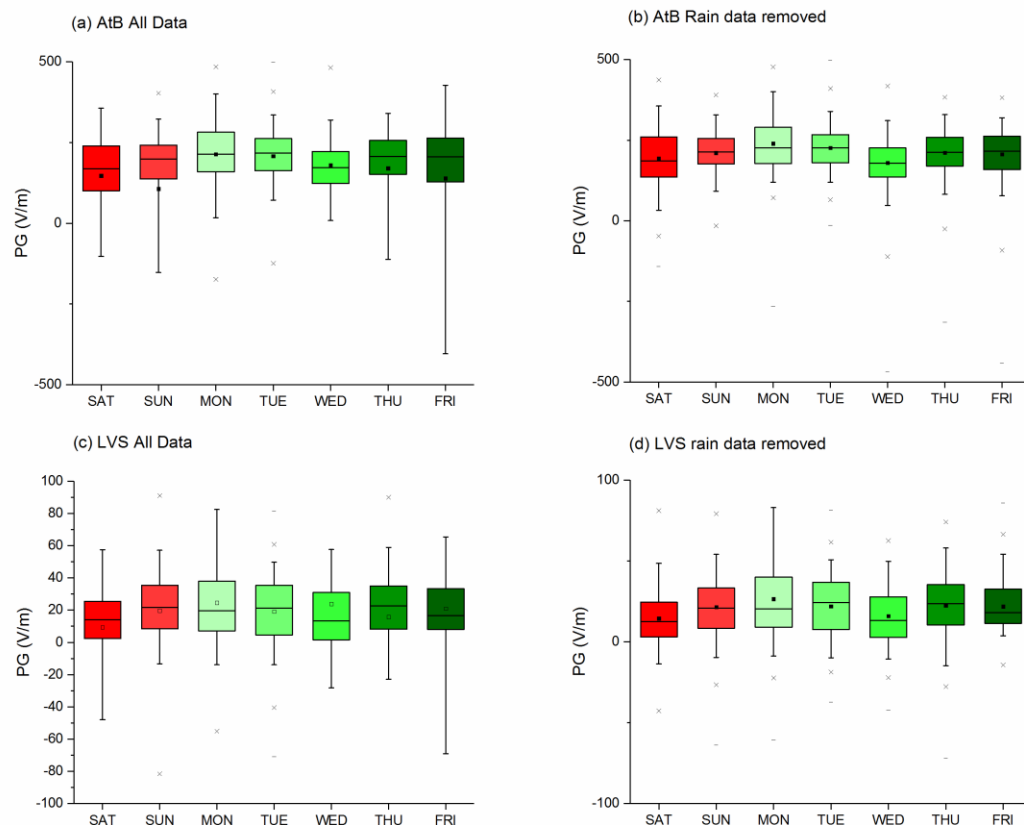 (a) AtB All Data
500
0
-500
PG (V/m)
SAT SUN MON TUE WED THU FRI
(b) AtB Rain data removed
500
0
-500
PG (V/m)
SAT SUN MON TUE WED THU FRI
(c) LVS All Data
100
80
60
40
20
0
-20
-40
-60
-80
-100
PG (V/m)
SAT SUN MON TUE WED THU FRI
(d) LVS rain data removed
100
0
-100
PG (V/m)
SAT SUN MON TUE WED THU FRI